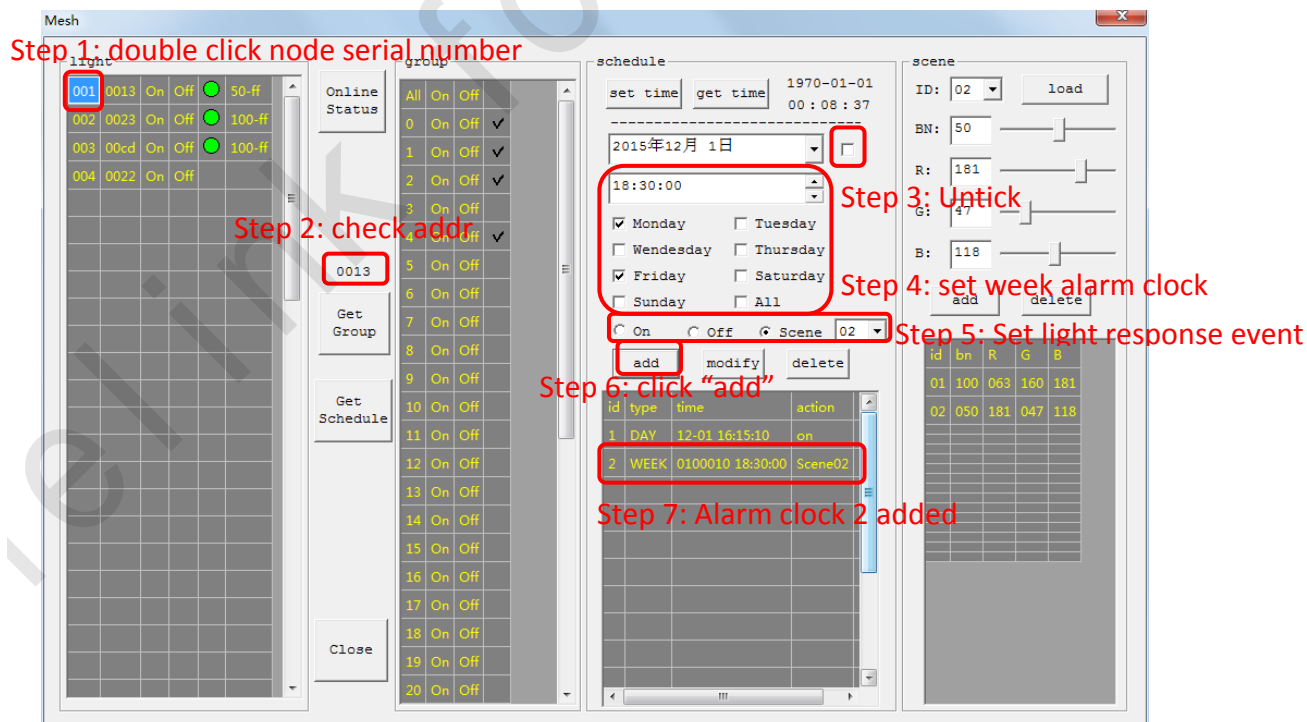 Mesh
Step 1: double click node serial number
light
001 0013 On Off 50-ff
002 0023 On Off 100-ff
003 00cd On Off 100-ff
004 0022 On Off
Online
Status
Step 2: check addr
0013
Get
Group
Get
Schedule
Close
group
All On Off
0 On Off ✓
1 On Off ✓
2 On Off ✓
3 On Off
4 On Off ✓
5 On Off
6 On Off
7 On Off
8 On Off
9 On Off
10 On Off
11 On Off
12 On Off
13 On Off
14 On Off
15 On Off
16 On Off
17 On Off
18 On Off
19 On Off
20 On Off
schedule
set time get time 1970-01-01
00:08:37
2015年12月 1日
Step 3: Untick
18:30:00
Monday Tuesday
Wendesday Thursday
Friday Saturday
Sunday All
Step 4: set week alarm clock
On Off Scene 02
Step 5: Set light response event
add modify delete
Step 6: click “add”
id type time action
1 DAY 12-01 16:15:10 on
2 WEEK 0100010 18:30:00 Scene02
Step 7: Alarm clock 2 added
scene
ID: 02 load
BN: 50
R: 181
G: 47
B: 118
add delete
id bn R G B
01 100 063 160 181
02 050 181 047 118